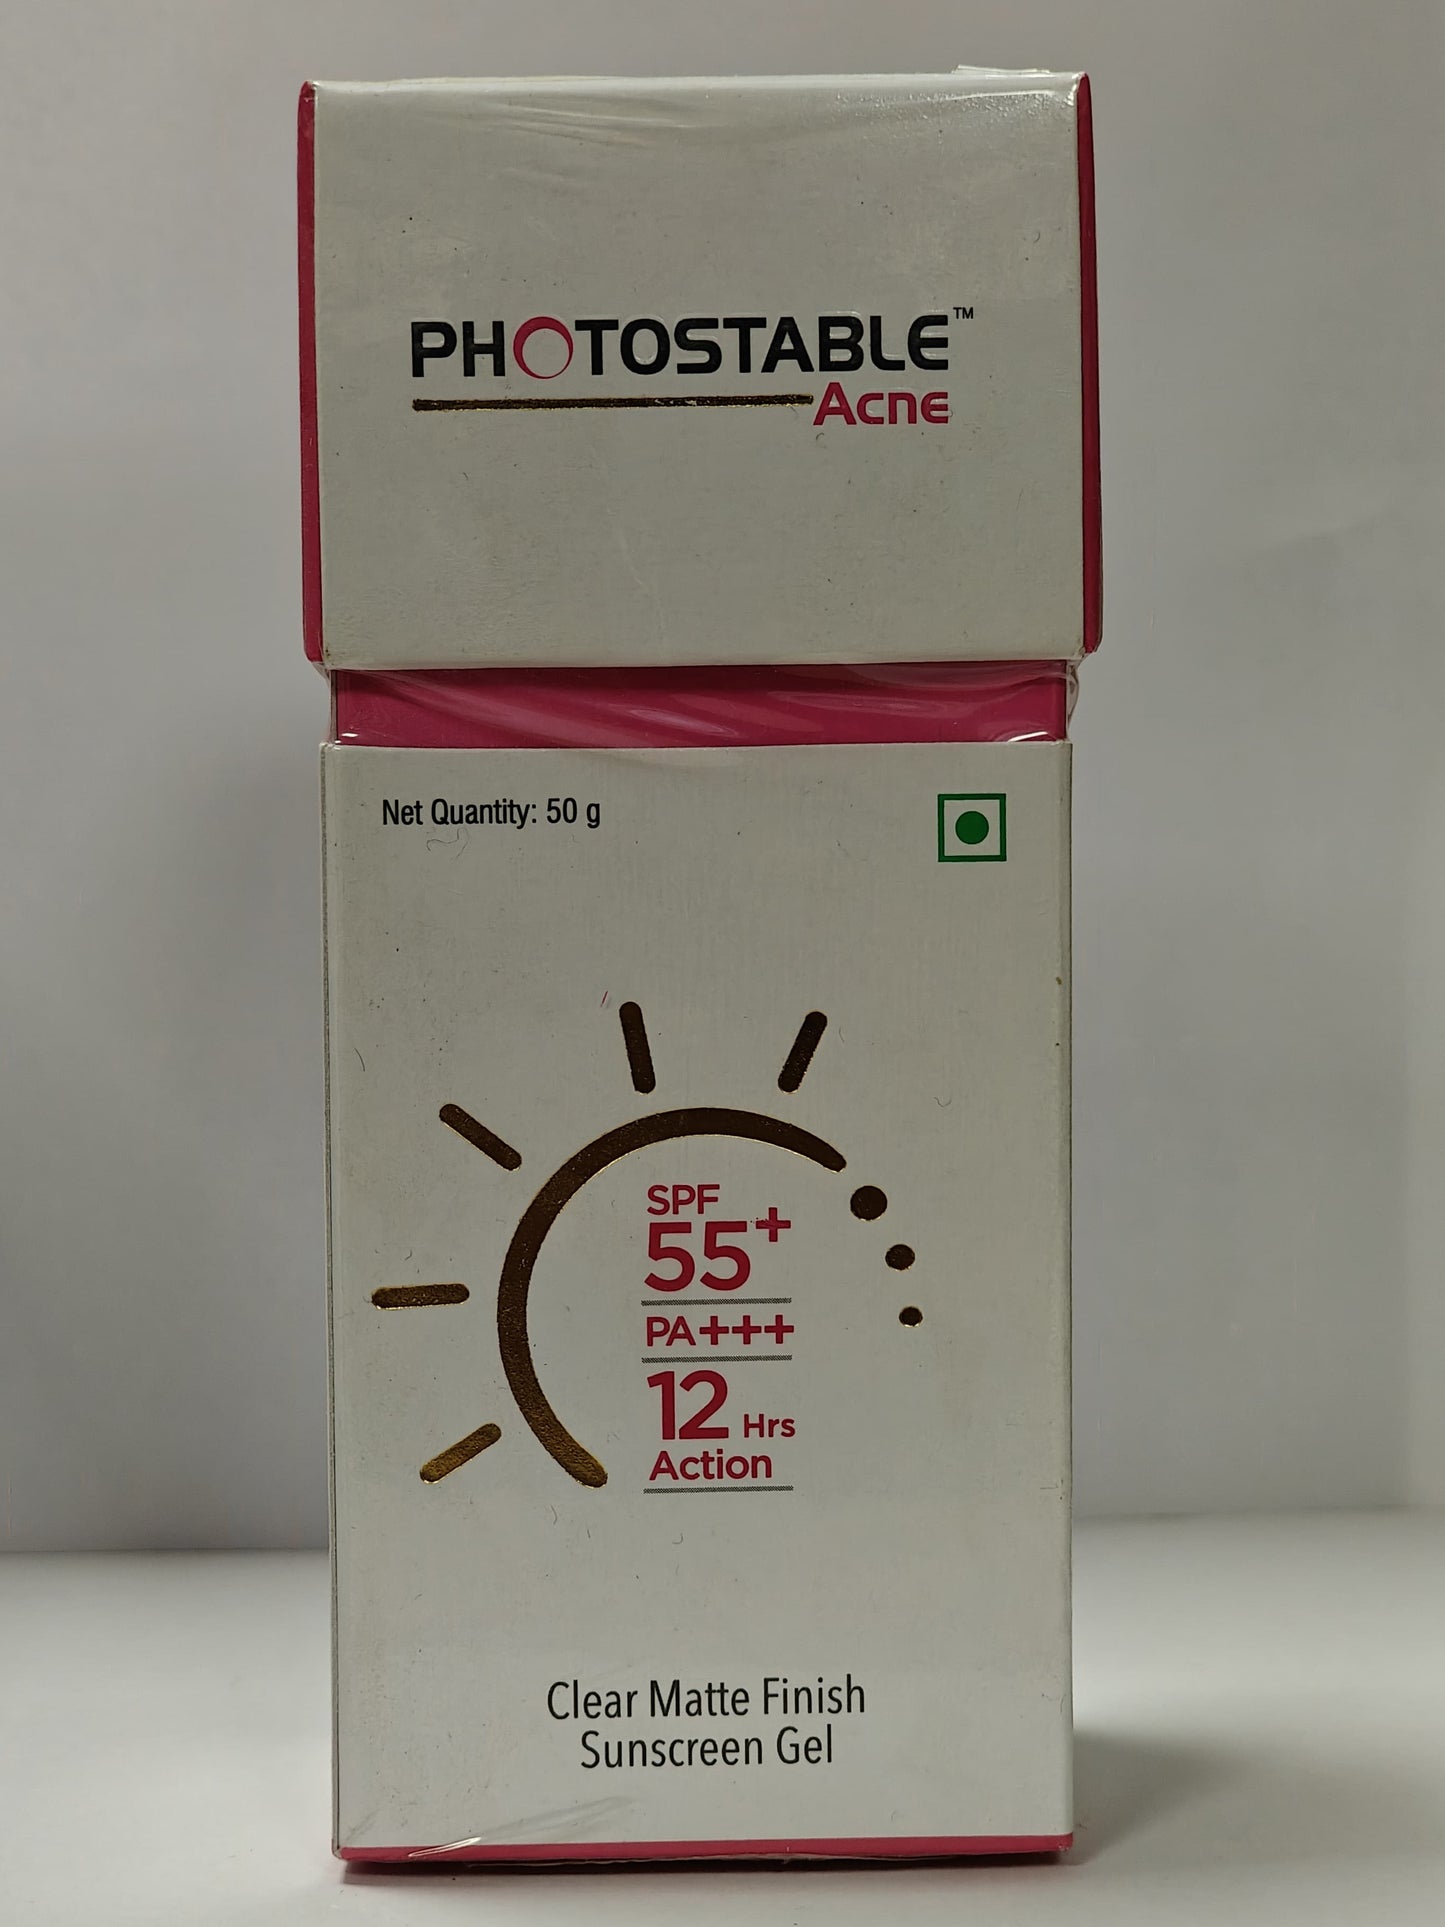 PHOTOSTABLE™
Acne
Net Quantity: 50 g
SPF
55+
PA+++
12 Hrs
Action
Clear Matte Finish
Sunscreen Gel